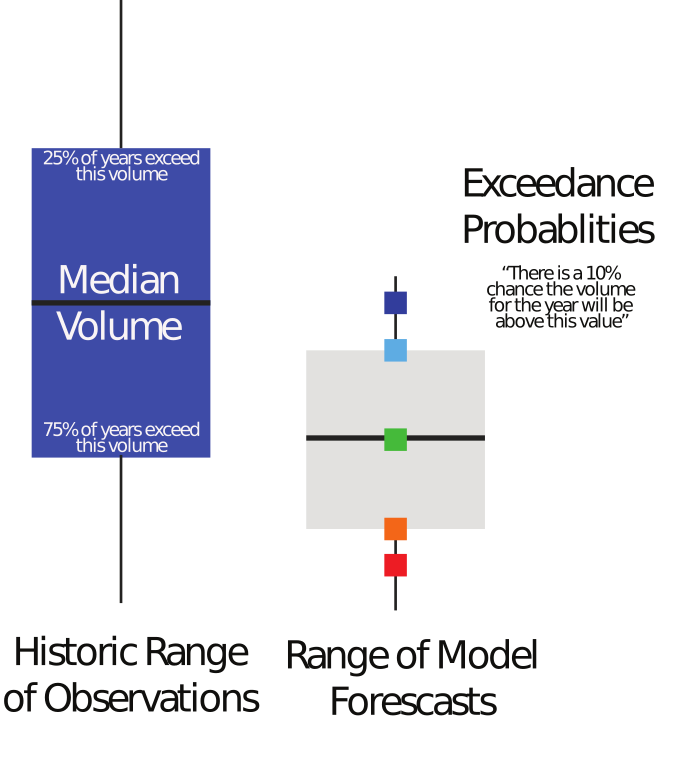 25% of years exceed
this volume
Median
Volume
75% of years exceed
this volume
Historic Range
of Observations
Exceedance
Probablities
“There is a 10%
chance the volume
for the year will be
above this value”
Range of Model
Forescasts